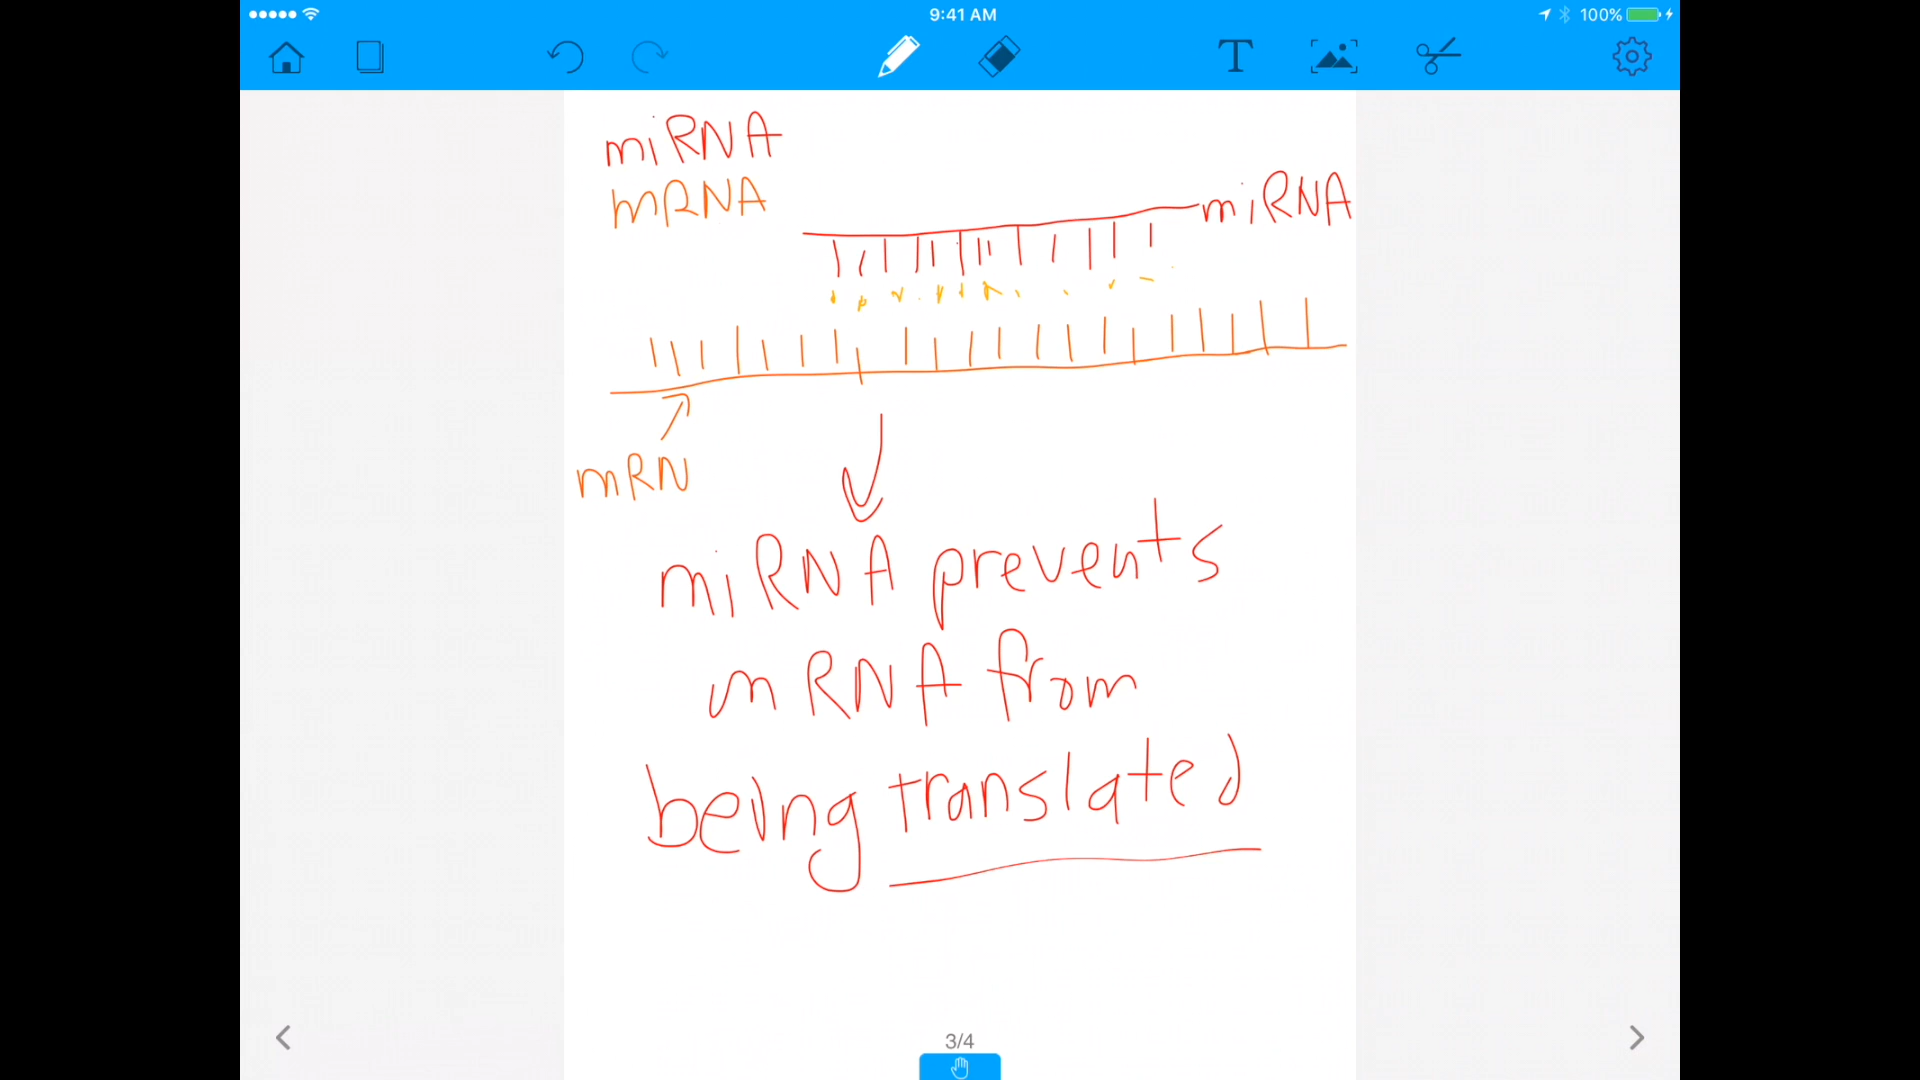 9:41 AM
100%
T
miRNA
mRNA
miRNA
mRN
miRNA prevents
mRNA from
being translated
3/4